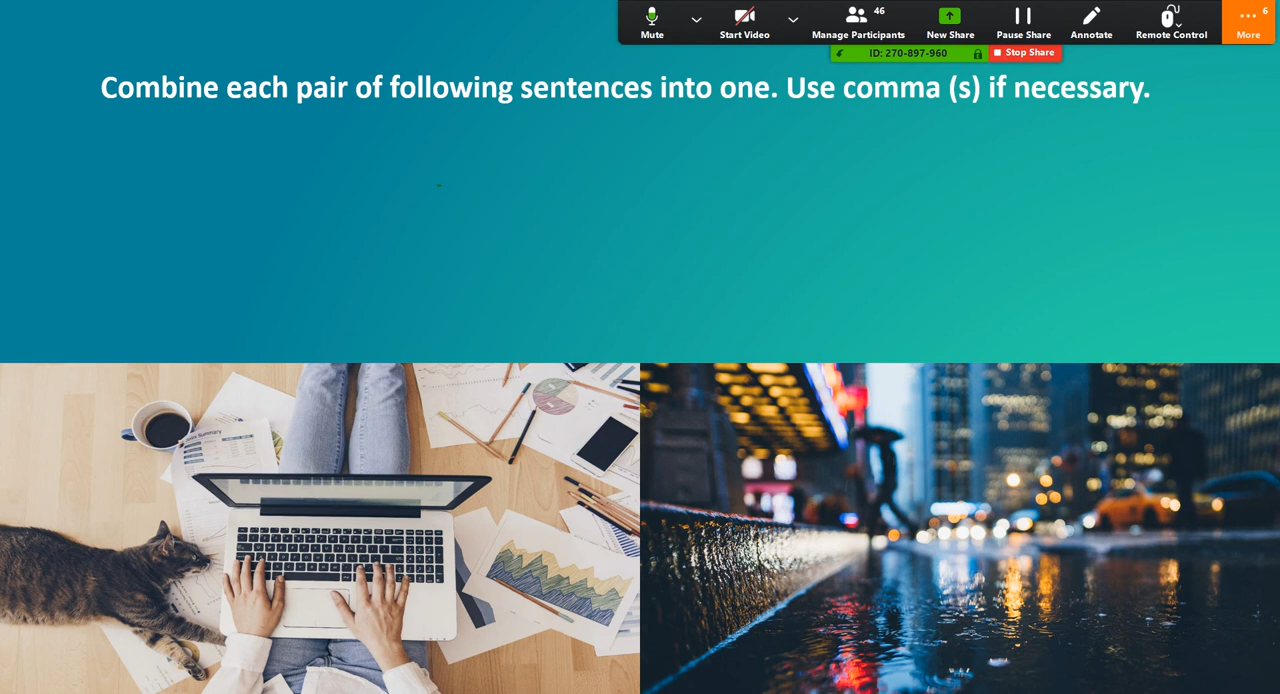 46
6
Mute
Start Video
Manage Participants
New Share
Pause Share
Annotate
Remote Control
More
ID: 270-897-960
Stop Share
Combine each pair of following sentences into one. Use comma (s) if necessary.
Summary